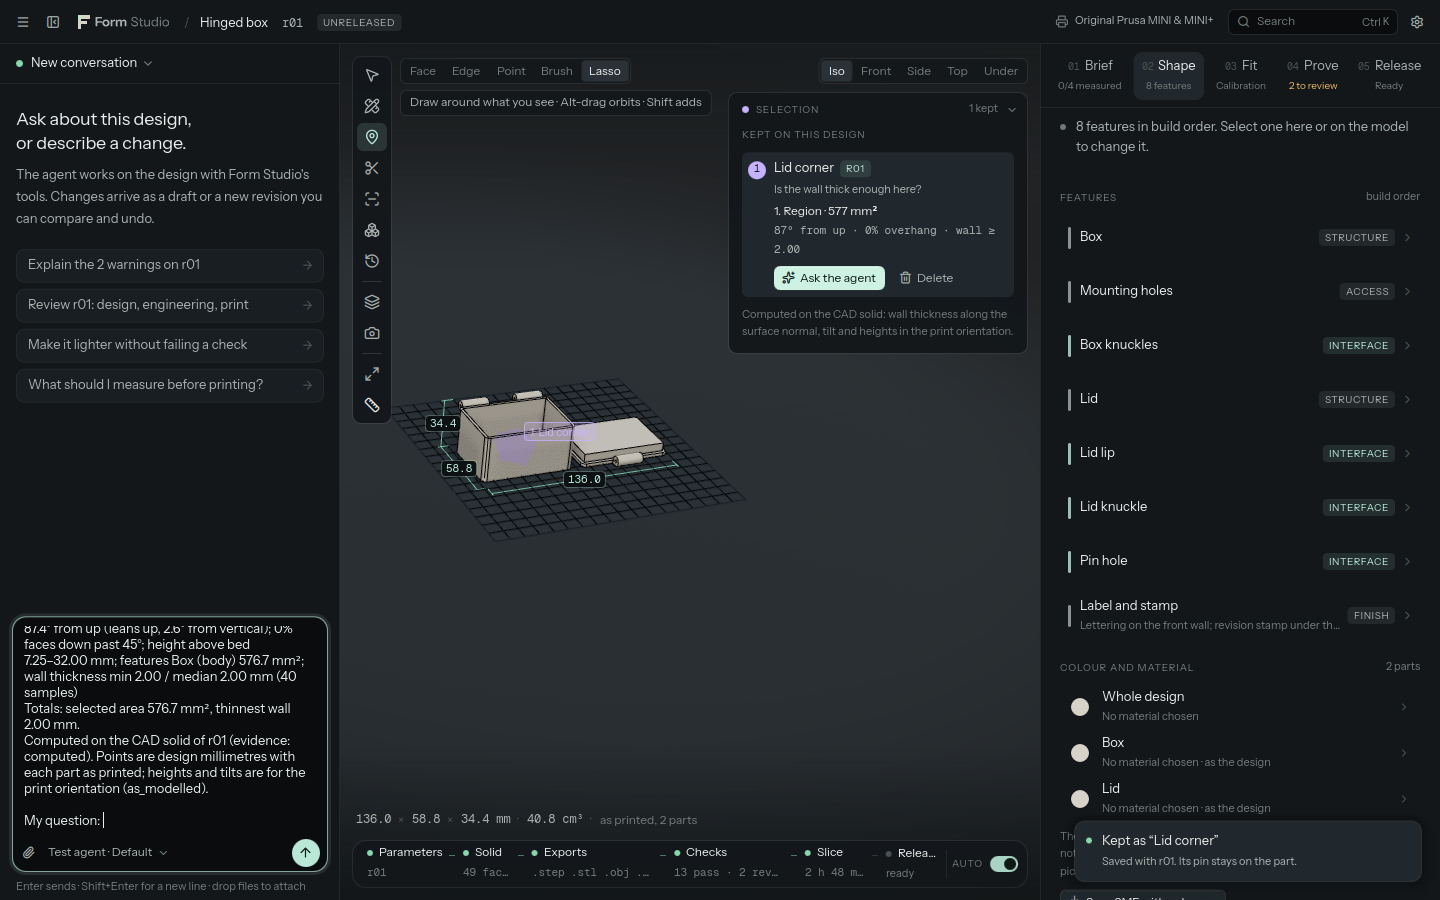 Form Studio / Hinged box r01 UNRELEASED
Original Prusa MINI & MINI+
Search Ctrl K
New conversation
Ask about this design,
or describe a change.
The agent works on the design with Form Studio's
tools. Changes arrive as a draft or a new revision you
can compare and undo.
Explain the 2 warnings on r01
Review r01: design, engineering, print
Make it lighter without failing a check
What should I measure before printing?
87.4° from up (leans up, 2.6° from vertical); 0%
faces down past 45°; height above bed
7.25–32.00 mm; features Box (body) 576.7 mm²;
wall thickness min 2.00 / median 2.00 mm (40
samples)
Totals: selected area 576.7 mm², thinnest wall
2.00 mm.
Computed on the CAD solid of r01 (evidence:
computed). Points are design millimetres with
each part as printed; heights and tilts are for the
print orientation (as_modelled).
My question:
Test agent · Default
Enter sends · Shift+Enter for a new line · drop files to attach
Face Edge Point Brush Lasso
Draw around what you see · Alt-drag orbits · Shift adds
Iso Front Side Top Under
SELECTION 1 kept
KEPT ON THIS DESIGN
1 Lid corner R01
Is the wall thick enough here?
1. Region · 577 mm²
87° from up · 0% overhang · wall ≥
2.00
Ask the agent Delete
Computed on the CAD solid: wall thickness along the
surface normal, tilt and heights in the print orientation.
34.4
58.8
136.0
136.0 × 58.8 × 34.4 mm · 40.8 cm³ · as printed, 2 parts
Parameters
r01
Solid
49 fac…
Exports
.step .stl .obj …
Checks
13 pass · 2 rev…
Slice
2 h 48 m…
Relea…
ready
AUTO
01 Brief
0/4 measured
02 Shape
8 features
03 Fit
Calibration
04 Prove
2 to review
05 Release
Ready
8 features in build order. Select one here or on the model
to change it.
FEATURES build order
Box STRUCTURE
Mounting holes ACCESS
Box knuckles INTERFACE
Lid STRUCTURE
Lid lip INTERFACE
Lid knuckle INTERFACE
Pin hole INTERFACE
Label and stamp FINISH
Lettering on the front wall; revision stamp under th…
COLOUR AND MATERIAL 2 parts
Whole design
No material chosen
Box
No material chosen · as the design
Lid
No material chosen · as the design
Kept as “Lid corner”
Saved with r01. Its pin stays on the part.